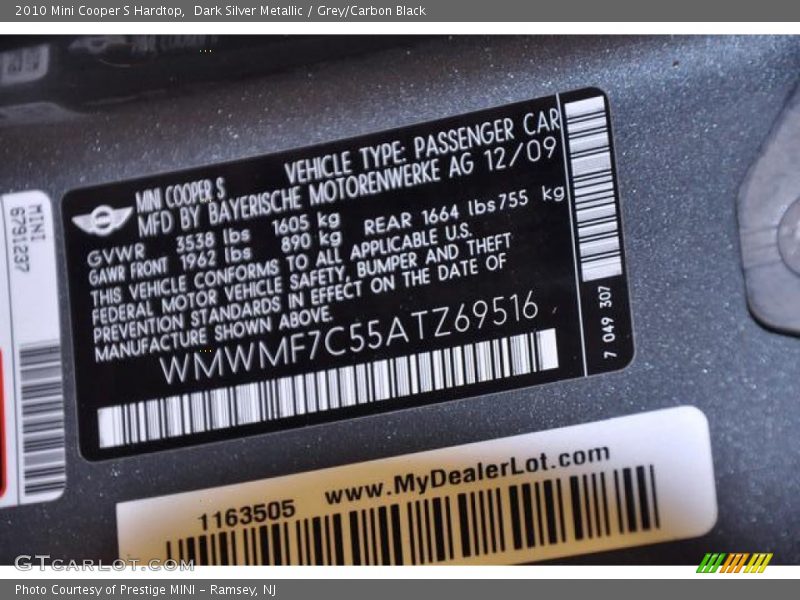 2010 Mini Cooper S Hardtop,  Dark Silver Metallic / Grey/Carbon Black
MINI COOPER S
VEHICLE TYPE: PASSENGER CAR
MFD BY BAYERISCHE MOTORENWERKE AG 12/09
GVWR 3538 lbs 1605 kg
GAWR FRONT 1962 lbs 890 kg REAR 1664 lbs 755 kg
THIS VEHICLE CONFORMS TO ALL APPLICABLE U.S.
FEDERAL MOTOR VEHICLE SAFETY, BUMPER AND THEFT
PREVENTION STANDARDS IN EFFECT ON THE DATE OF
MANUFACTURE SHOWN ABOVE.
WMWMF7C55ATZ69516
7 049 307
MINI
6791237
1163505 www.MyDealerLot.com
GTcarlot.com
Photo Courtesy of Prestige MINI - Ramsey, NJ